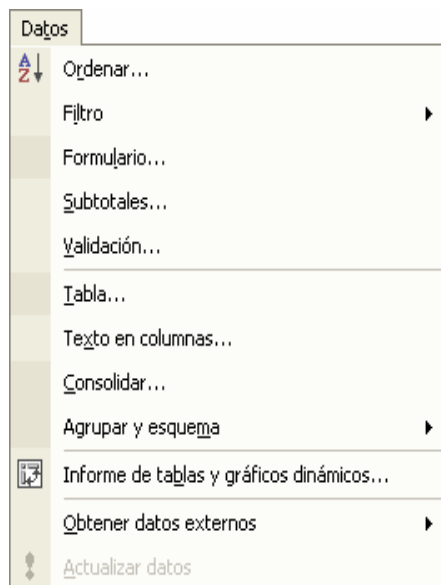 Datos
Ordenar...
Filtro
Formulario...
Subtotales...
Validación...
Tabla...
Texto en columnas...
Consolidar...
Agrupar y esquema
Informe de tablas y gráficos dinámicos...
Obtener datos externos
Actualizar datos